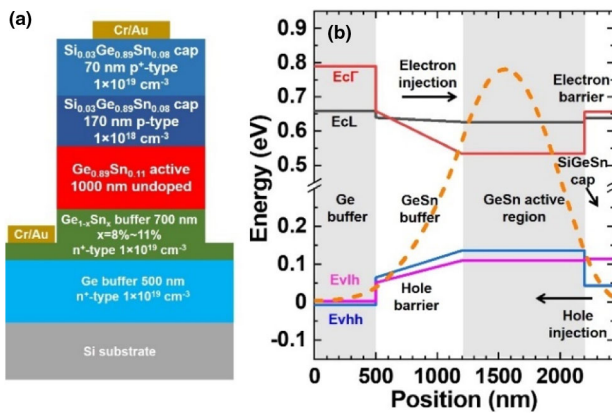 (a)
Cr/Au
Si0.03Ge0.89Sn0.08 cap
70 nm p+-type
1×10^19 cm^-3
Si0.03Ge0.89Sn0.08 cap
170 nm p-type
1×10^18 cm^-3
Ge0.89Sn0.11 active
1000 nm undoped
Cr/Au
Ge1-xSnx buffer 700 nm
x=8%~11%
n+-type 1×10^19 cm^-3
Ge buffer 500 nm
n+-type 1×10^19 cm^-3
Si substrate
(b)
Energy (eV)
0.9
0.8
0.7
0.6
0.5
0.2
0.1
0
-0.1
EcΓ
EcL
Electron
injection
Electron
barrier
SiGeSn
cap
Ge
buffer
GeSn
buffer
GeSn active
region
Evlh
Evhh
Hole
barrier
Hole
injection
0
500
1000
1500
2000
Position (nm)